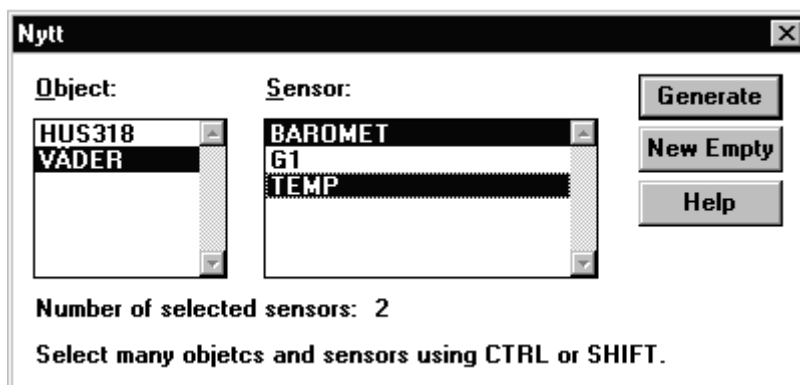 Nytt
Object:
Sensor:
HUS318
VÄDER
BAROMET
G1
TEMP
Generate
New Empty
Help
Number of selected sensors: 2
Select many objetcs and sensors using CTRL or SHIFT.